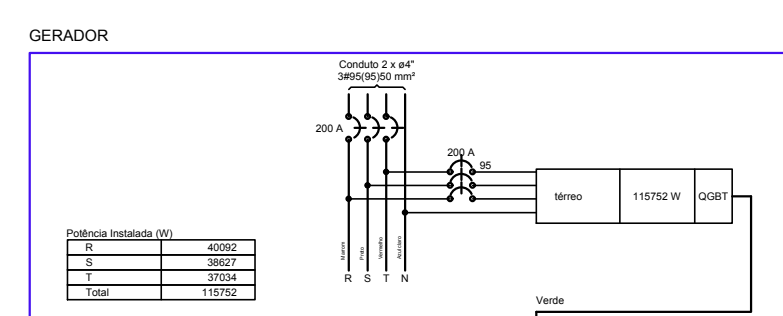 GERADOR
Conduto 2 x ø4"
3#95(95)50 mm²
200 A
200 A
95
térreo 115752 W QGBT
Potência Instalada (W)
R 40092
S 38627
T 37034
Total 115752
Marrom
Preto
Vermelho
Azul claro
R S T N
Verde